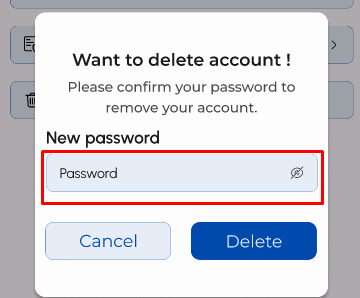 Want to delete account !
Please confirm your password to
remove your account.
New password
Password
Cancel
Delete